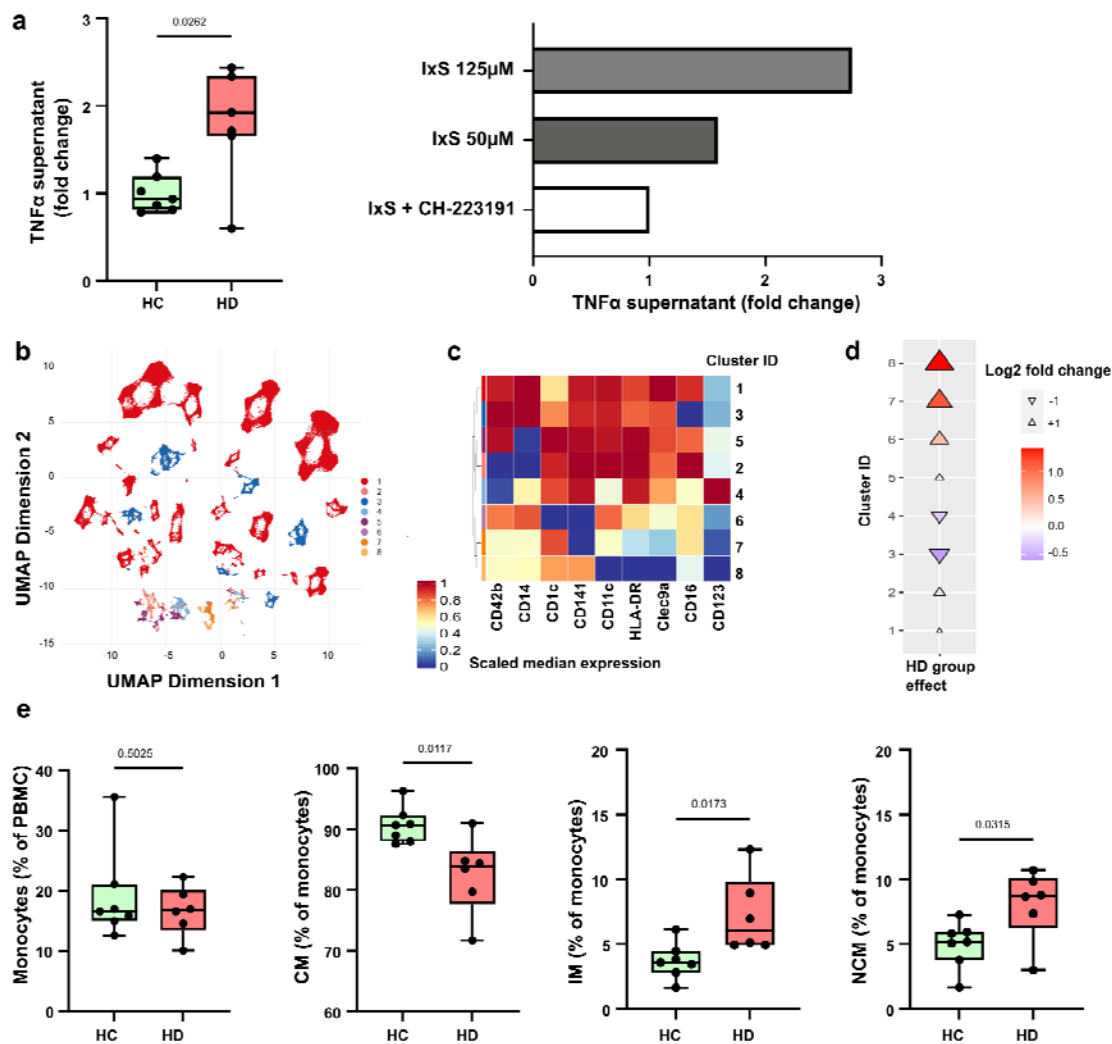 a
TNFα supernatant
(fold change)
3
2
1
0
0.0262
HC
HD
IxS 125μM
IxS 50μM
IxS + CH-223191
0
1
2
3
TNFα supernatant (fold change)
b
UMAP Dimension 2
10
5
0
-5
-10
-15
-10
-5
0
5
10
UMAP Dimension 1
1
2
3
4
5
6
7
8
c
Cluster ID
1
3
5
2
4
6
7
8
CD42b
CD14
CD1c
CD141
CD11c
HLA-DR
Clec9a
CD16
CD123
1
0.8
0.6
0.4
0.2
0
Scaled median expression
d
Cluster ID
8
7
6
5
4
3
2
1
HD group
effect
Log2 fold change
-1
+1
1.0
0.5
0.0
-0.5
e
Monocytes (% of PBMC)
40
30
20
10
0
0.5025
HC
HD
CM (% of monocytes)
100
90
80
70
60
0.0117
HC
HD
IM (% of monocytes)
20
15
10
5
0
0.0173
HC
HD
NCM (% of monocytes)
20
15
10
5
0
0.0315
HC
HD